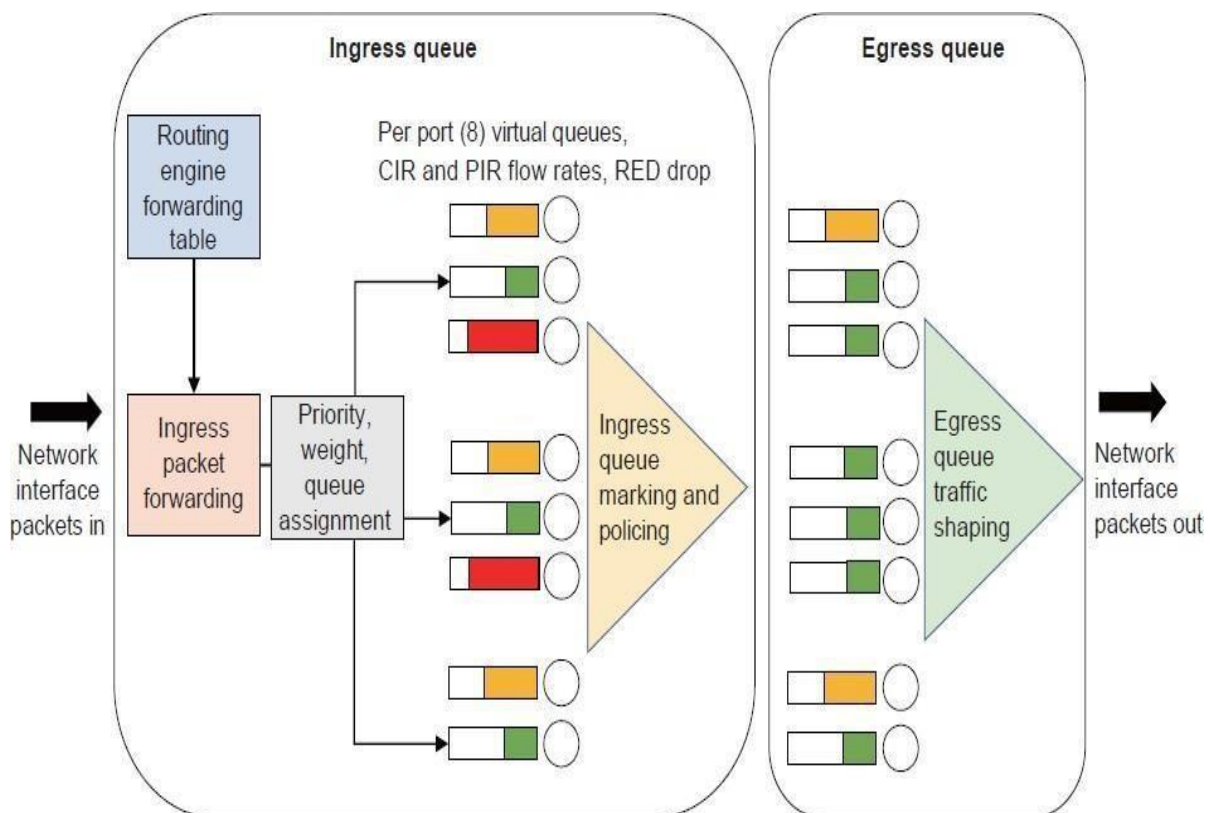 Ingress queue
Egress queue
Routing
engine
forwarding
table
Per port (8) virtual queues,
CIR and PIR flow rates, RED drop
Network
interface
packets in
Ingress
packet
forwarding
Priority,
weight,
queue
assignment
Ingress
queue
marking and
policing
Egress
queue
traffic
shaping
Network
interface
packets out